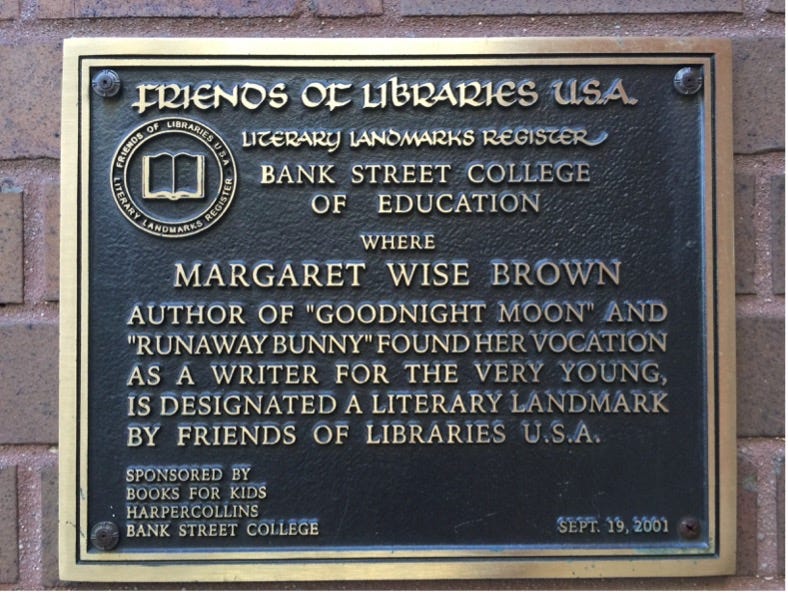 FRIENDS OF LIBRARIES U.S.A.
LITERARY LANDMARKS REGISTER
FRIENDS OF LIBRARIES U.S.A.
LITERARY LANDMARKS REGISTER
BANK STREET COLLEGE
OF EDUCATION
WHERE
MARGARET WISE BROWN
AUTHOR OF "GOODNIGHT MOON" AND
"RUNAWAY BUNNY" FOUND HER VOCATION
AS A WRITER FOR THE VERY YOUNG,
IS DESIGNATED A LITERARY LANDMARK
BY FRIENDS OF LIBRARIES U.S.A.
SPONSORED BY
BOOKS FOR KIDS
HARPERCOLLINS
BANK STREET COLLEGE
SEPT. 19, 2001